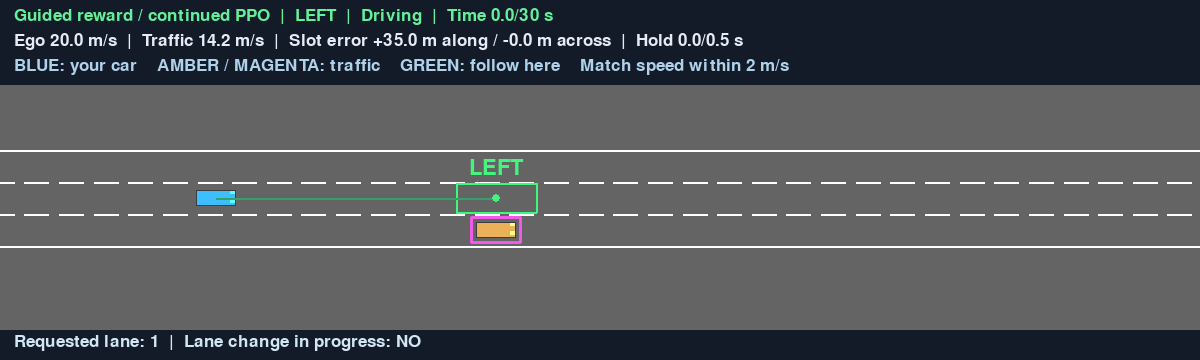 Guided reward / continued PPO | LEFT | Driving | Time 0.0/30 s
Ego 20.0 m/s | Traffic 14.2 m/s | Slot error +35.0 m along / -0.0 m across | Hold 0.0/0.5 s
BLUE: your car AMBER / MAGENTA: traffic GREEN: follow here Match speed within 2 m/s
LEFT
Requested lane: 1 | Lane change in progress: NO